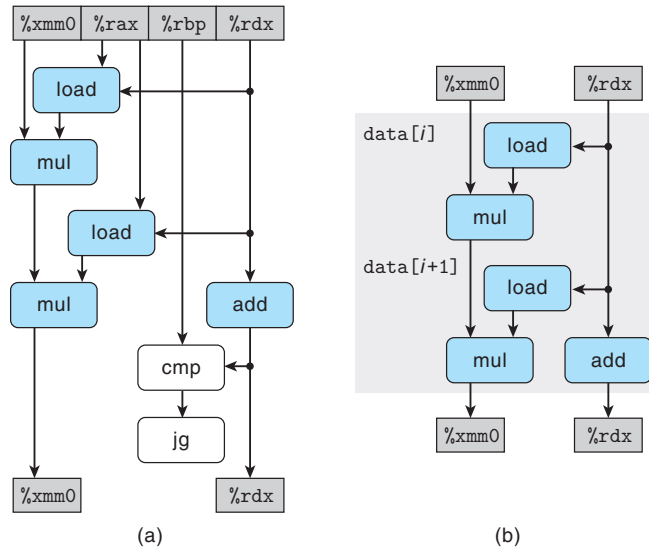 %xmm0 %rax %rbp %rdx
load
mul
load
mul add
cmp
jg
%xmm0 %rdx
(a)
%xmm0 %rdx
data[i]
load
mul
data[i+1]
load
mul add
%xmm0 %rdx
(b)